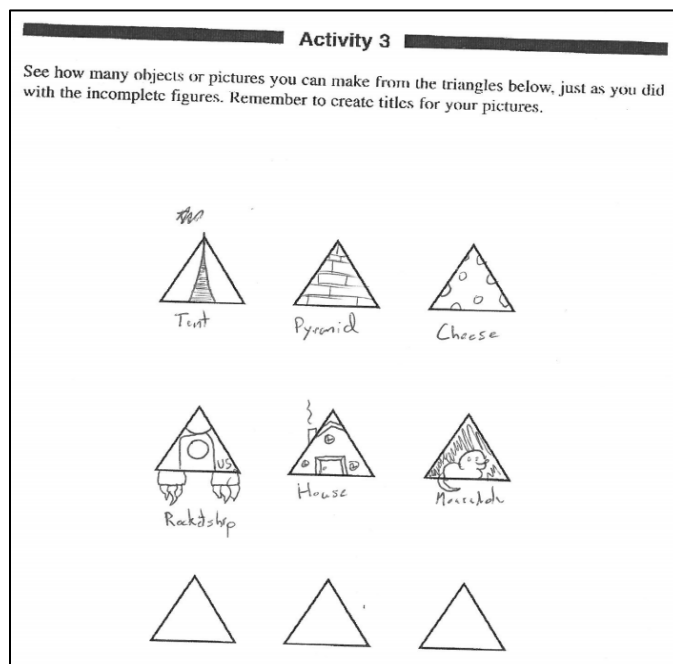 Activity 3
See how many objects or pictures you can make from the triangles below, just as you did
with the incomplete figures. Remember to create titles for your pictures.
Tent
Pyramid
Cheese
US
Rocketship
House